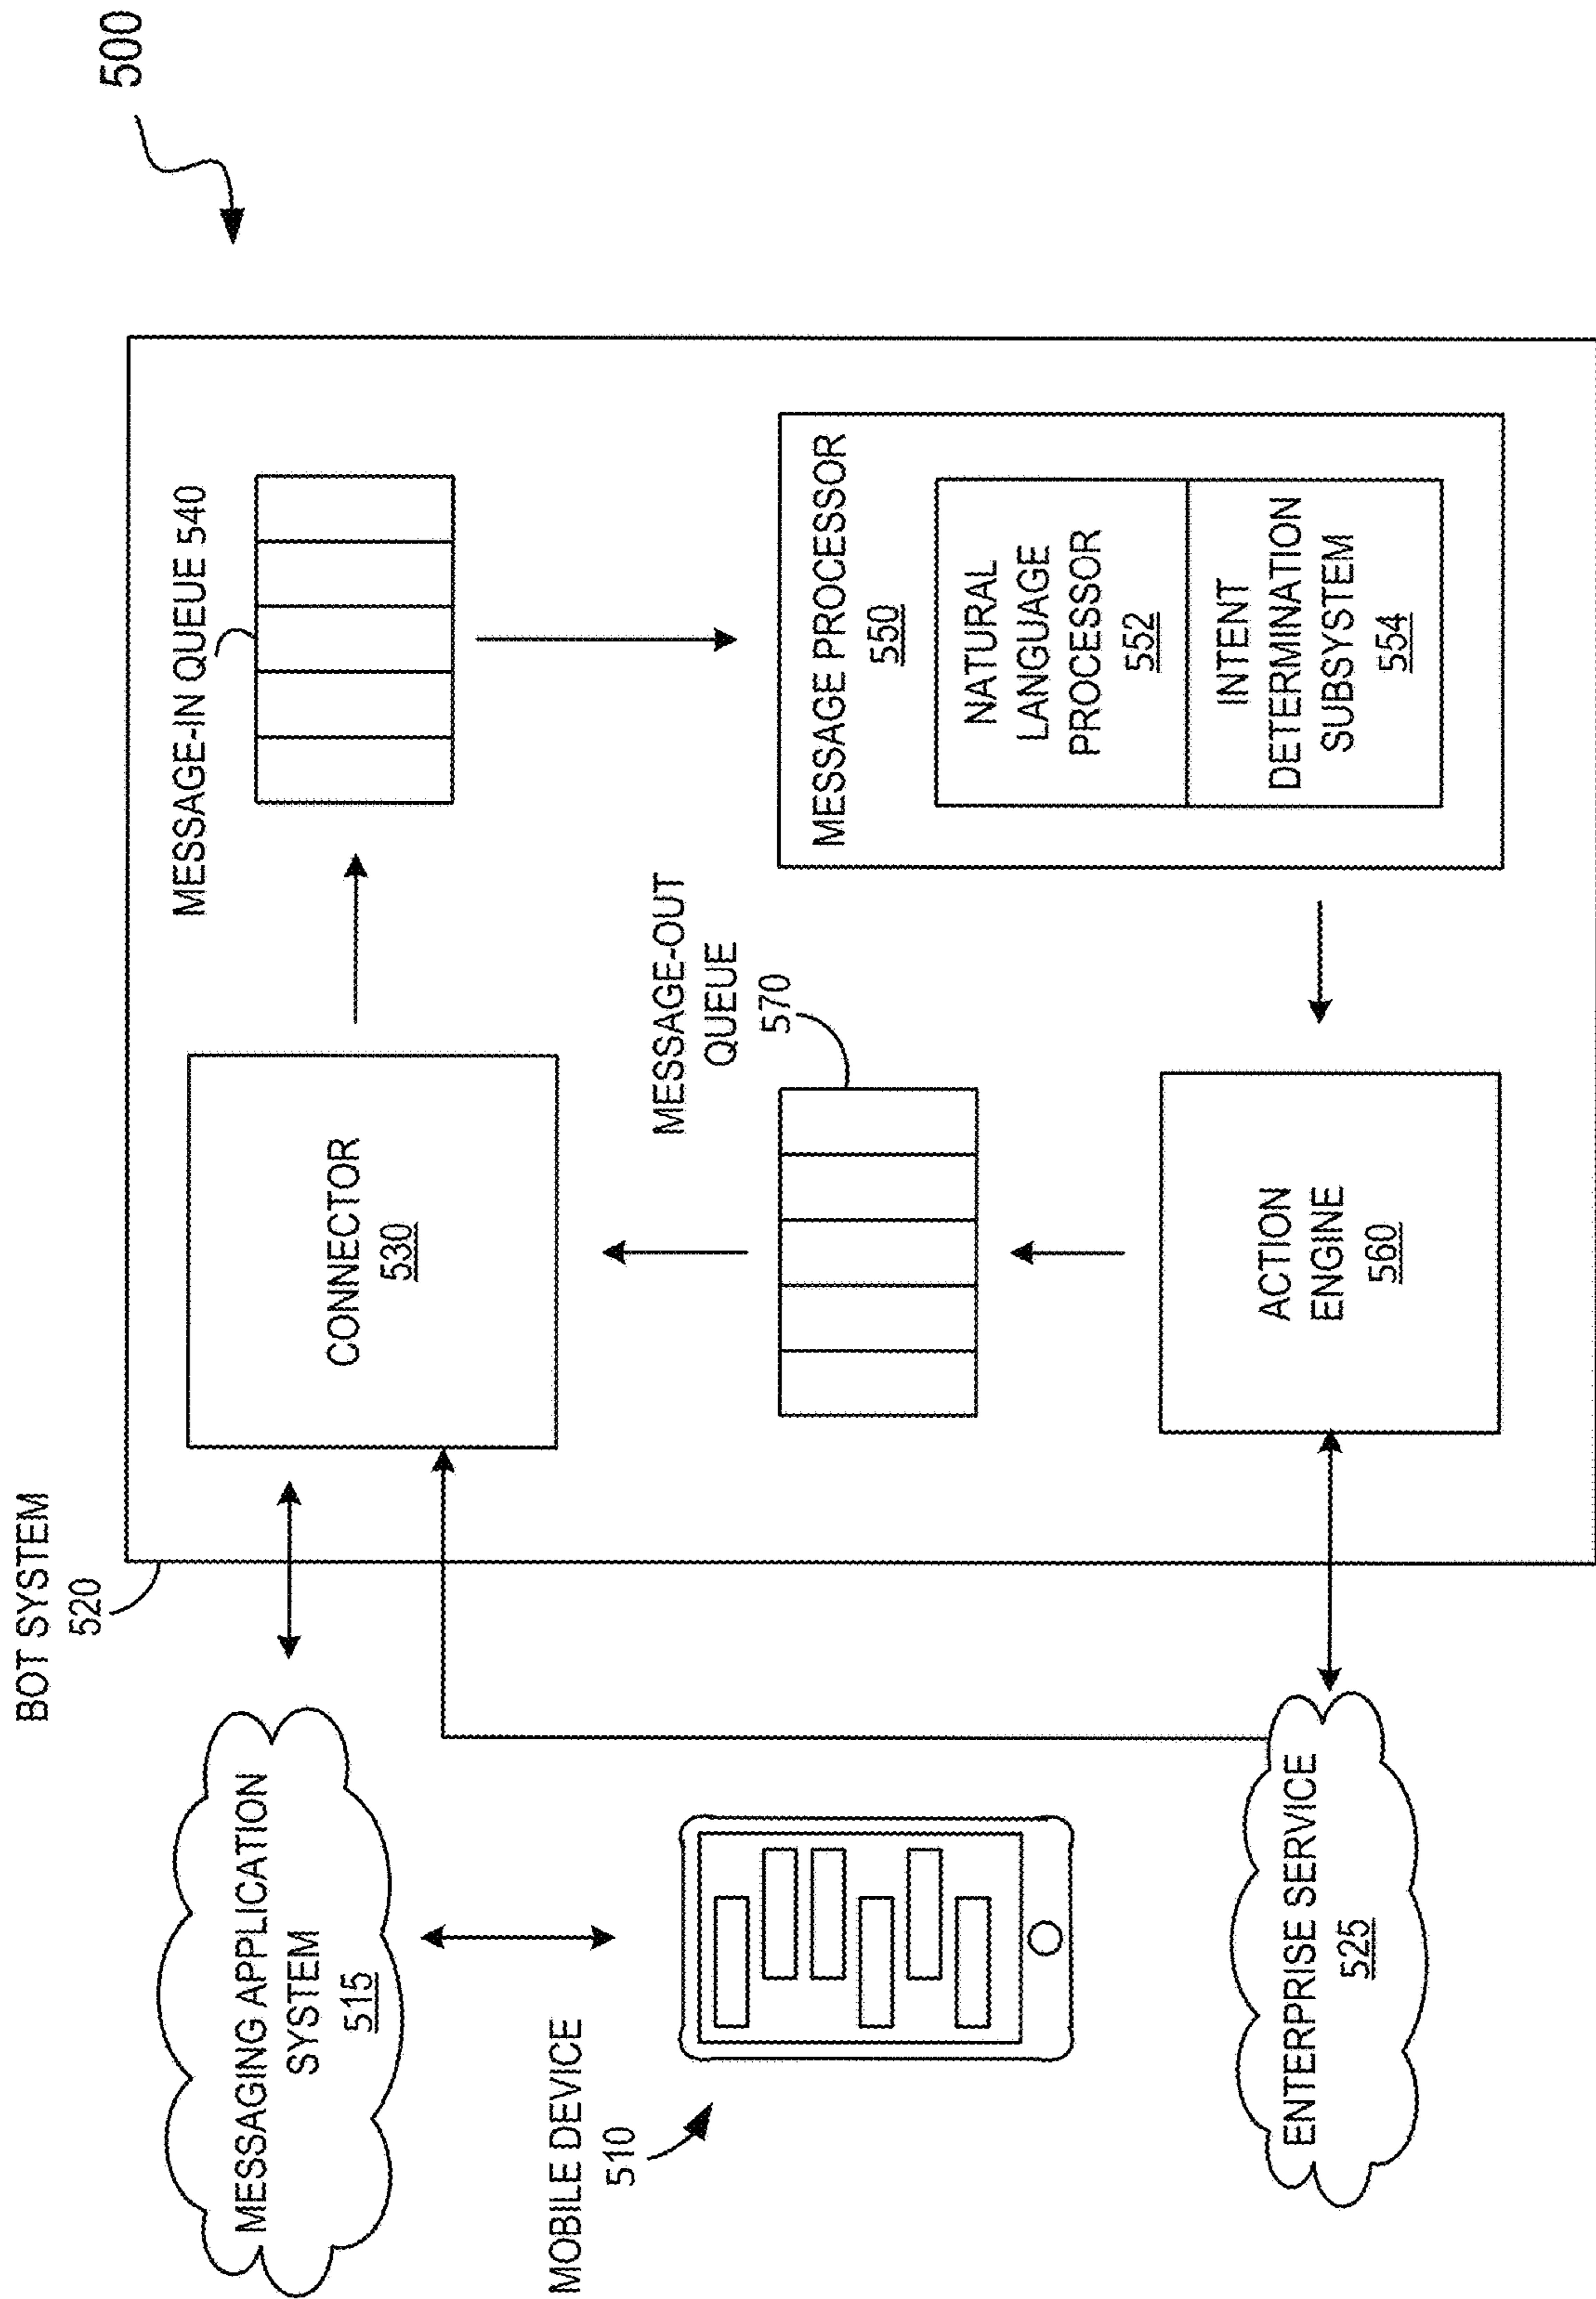 500
BOT SYSTEM
520
MESSAGING APPLICATION
SYSTEM
515
CONNECTOR
530
MESSAGE-IN QUEUE 540
MOBILE DEVICE
510
MESSAGE-OUT
QUEUE
570
MESSAGE PROCESSOR
550
NATURAL
LANGUAGE
PROCESSOR
552
INTENT
DETERMINATION
SUBSYSTEM
554
ENTERPRISE SERVICE
525
ACTION
ENGINE
560